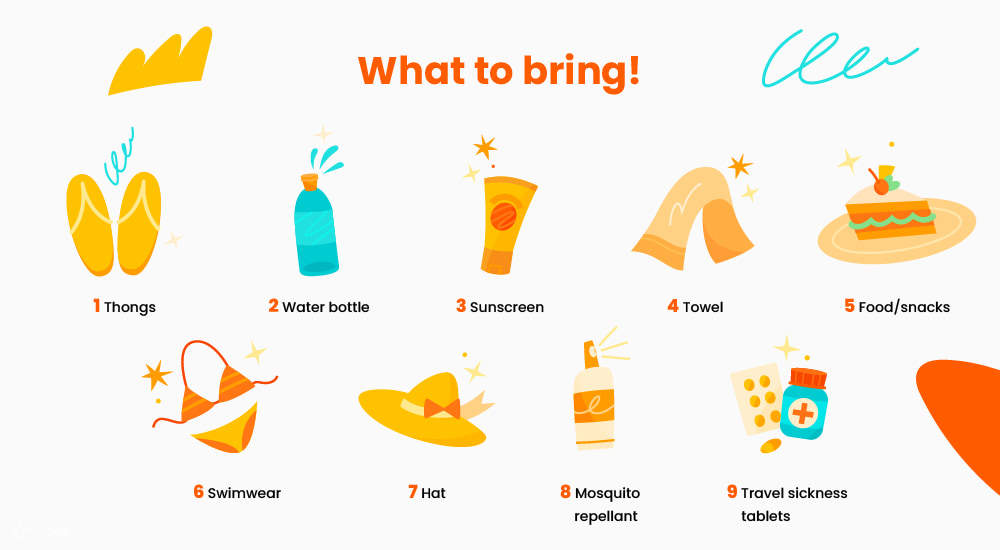 What to bring!
1 Thongs
2 Water bottle
3 Sunscreen
4 Towel
5 Food/snacks
6 Swimwear
7 Hat
8 Mosquito
repellant
9 Travel sickness
tablets